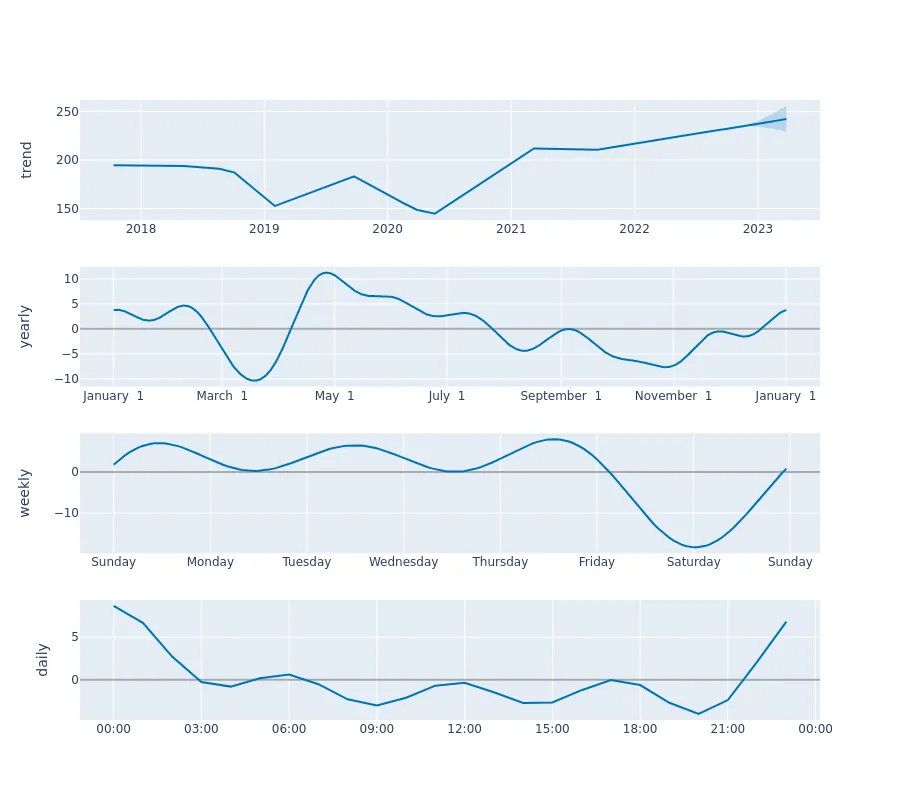 trend
250
200
150
2018 2019 2020 2021 2022 2023
yearly
10
5
0
−5
−10
January 1 March 1 May 1 July 1 September 1 November 1 January 1
weekly
0
−10
Sunday Monday Tuesday Wednesday Thursday Friday Saturday Sunday
daily
5
0
00:00 03:00 06:00 09:00 12:00 15:00 18:00 21:00 00:00